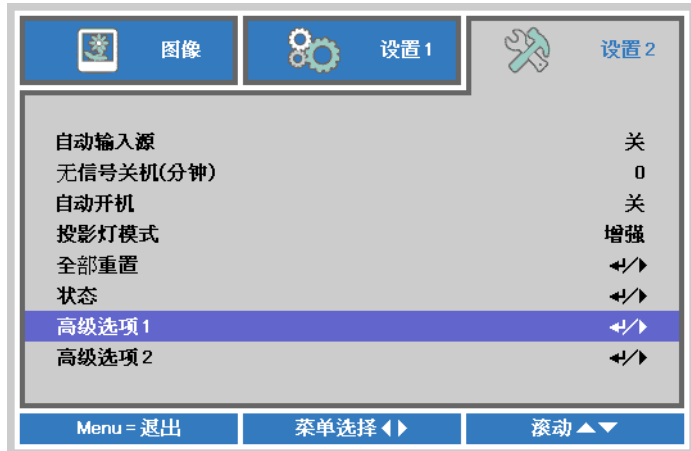 图像 设置1 设置2
自动输入源 关
无信号关机(分钟) 0
自动开机 关
投影灯模式 增强
全部重置 ↵/▶
状态 ↵/▶
高级选项1 ↵/▶
高级选项2 ↵/▶
Menu = 退出 菜单选择◀▶ 滚动▲▼